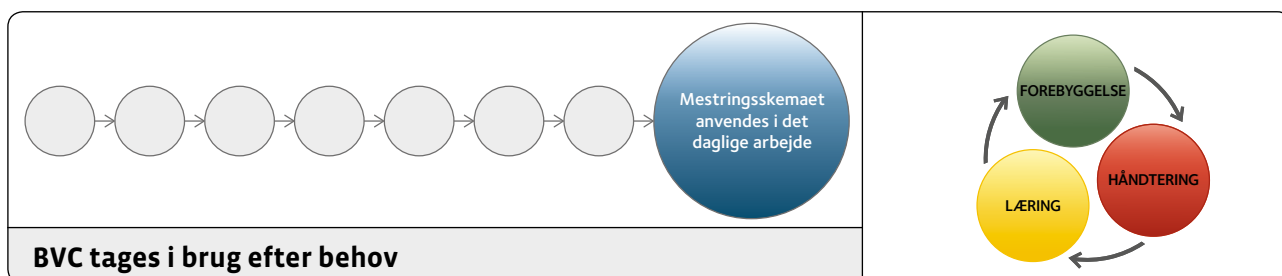 Mestringsskemaet
anvendes i det
daglige arbejde
BVC tages i brug efter behov
FOREBYGGELSE
HÅNDTERING
LÆRING